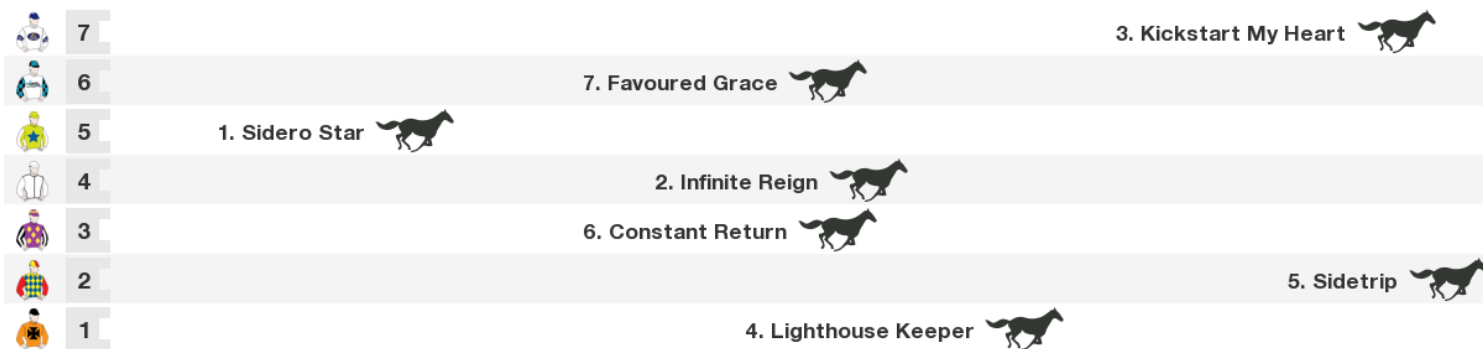 7 3. Kickstart My Heart
6 7. Favoured Grace
5 1. Sidero Star
4 2. Infinite Reign
3 6. Constant Return
2 5. Sidetrip
1 4. Lighthouse Keeper